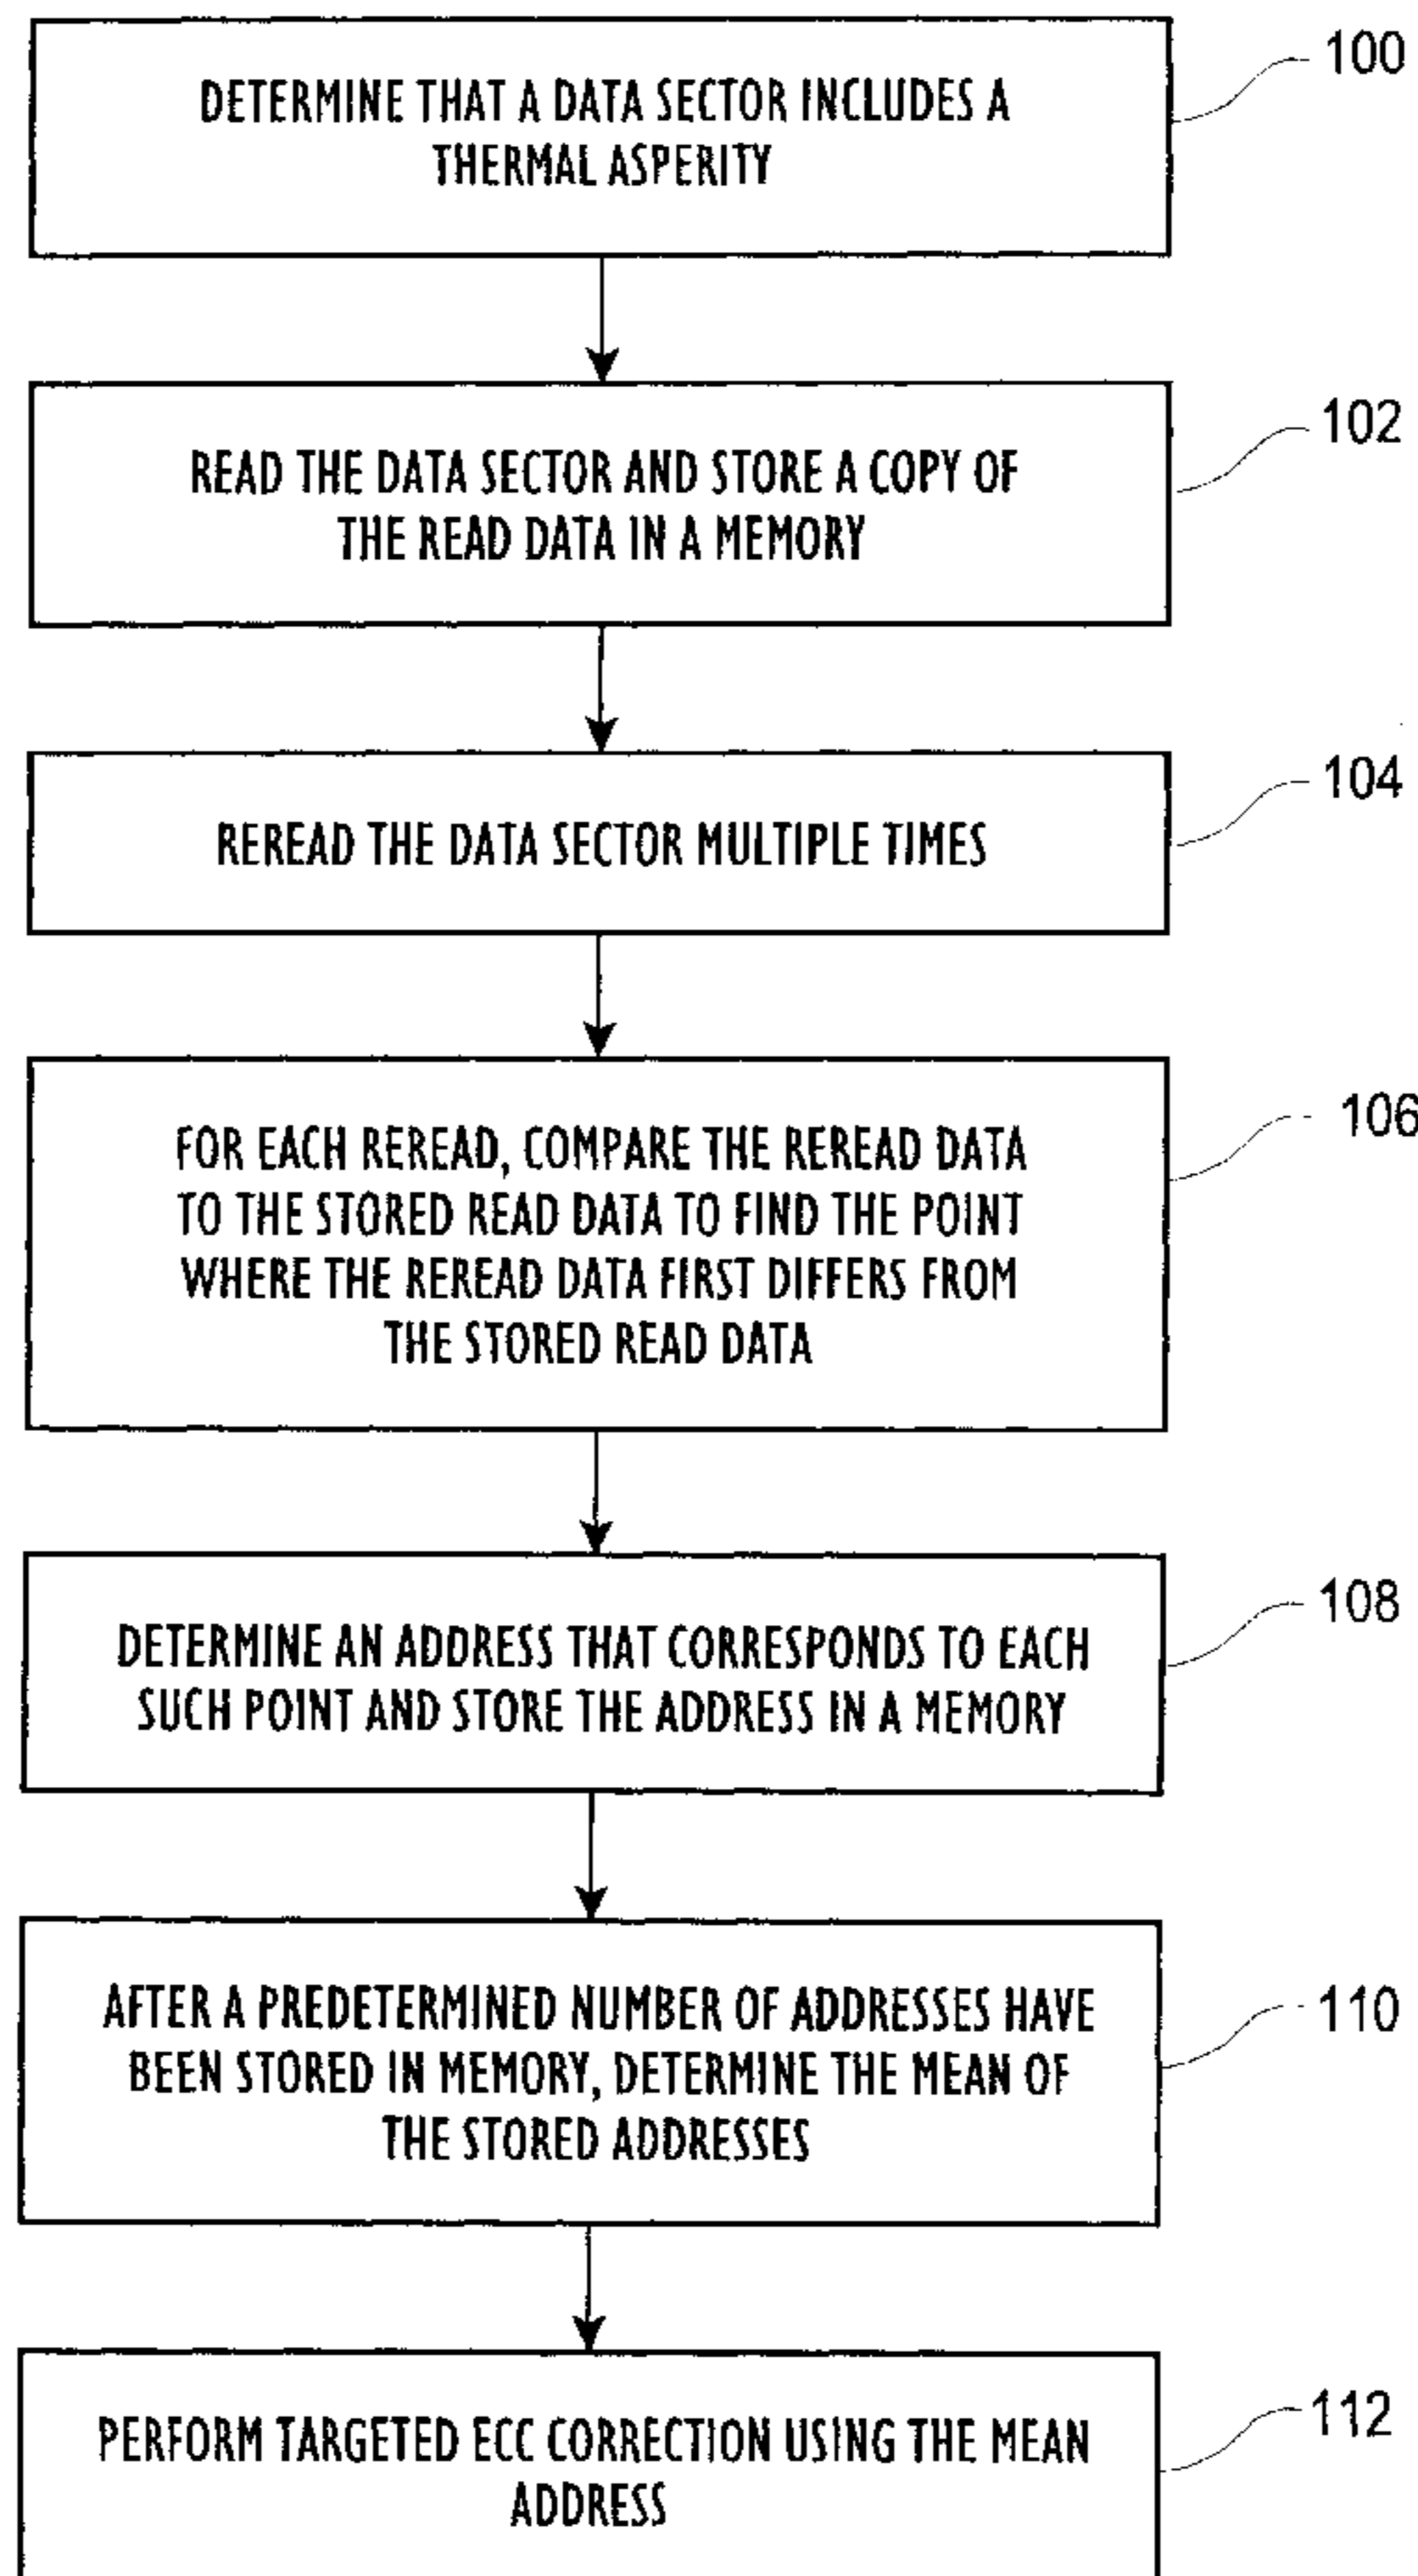 100
DETERMINE THAT A DATA SECTOR INCLUDES A
THERMAL ASPERITY
102
READ THE DATA SECTOR AND STORE A COPY OF
THE READ DATA IN A MEMORY
104
REREAD THE DATA SECTOR MULTIPLE TIMES
106
FOR EACH REREAD, COMPARE THE REREAD DATA
TO THE STORED READ DATA TO FIND THE POINT
WHERE THE REREAD DATA FIRST DIFFERS FROM
THE STORED READ DATA
108
DETERMINE AN ADDRESS THAT CORRESPONDS TO EACH
SUCH POINT AND STORE THE ADDRESS IN A MEMORY
110
AFTER A PREDETERMINED NUMBER OF ADDRESSES HAVE
BEEN STORED IN MEMORY, DETERMINE THE MEAN OF
THE STORED ADDRESSES
112
PERFORM TARGETED ECC CORRECTION USING THE MEAN
ADDRESS